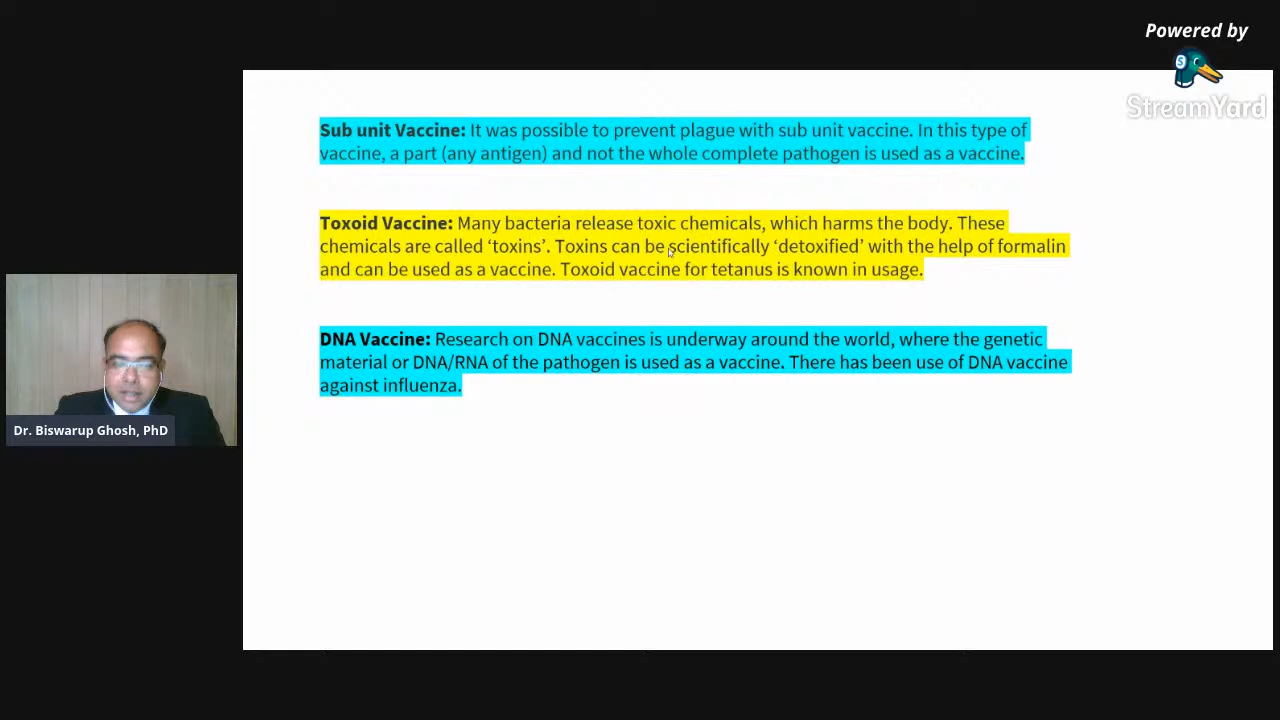 Powered by
StreamYard
Sub unit Vaccine: It was possible to prevent plague with sub unit vaccine. In this type of
vaccine, a part (any antigen) and not the whole complete pathogen is used as a vaccine.
Toxoid Vaccine: Many bacteria release toxic chemicals, which harms the body. These
chemicals are called ‘toxins’. Toxins can be scientifically ‘detoxified’ with the help of formalin
and can be used as a vaccine. Toxoid vaccine for tetanus is known in usage.
DNA Vaccine: Research on DNA vaccines is underway around the world, where the genetic
material or DNA/RNA of the pathogen is used as a vaccine. There has been use of DNA vaccine
against influenza.
Dr. Biswarup Ghosh, PhD